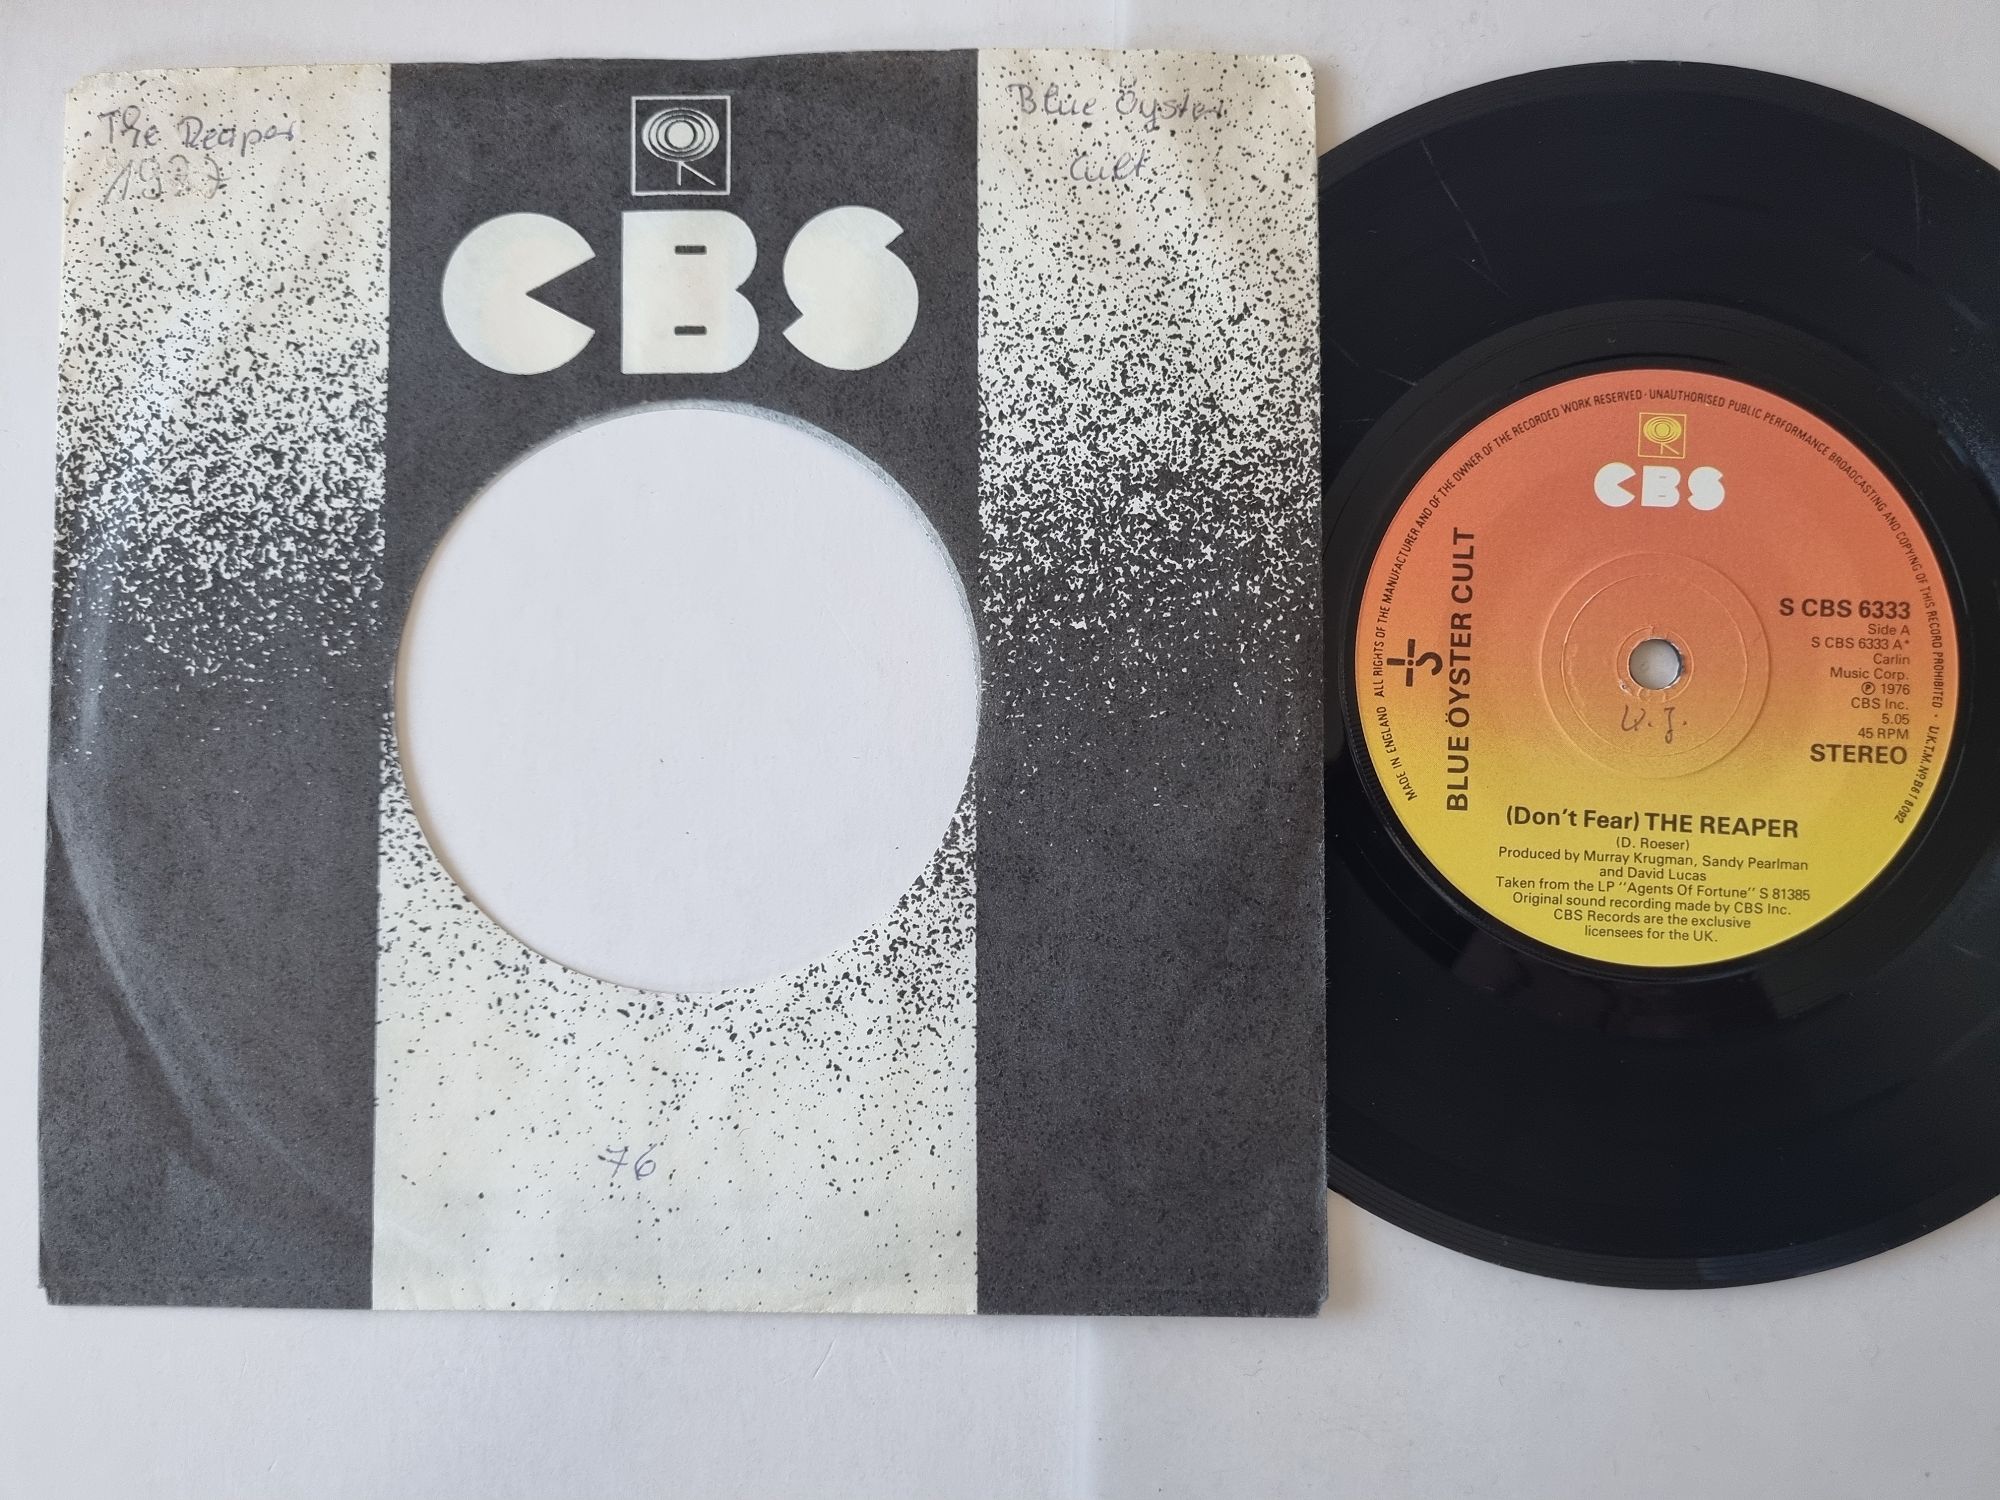 The Reaper
1977
Blue Öyster
Cult
CBS
76
ALL RIGHTS OF THE MANUFACTURER AND OF THE OWNER OF THE RECORDED WORK RESERVED · UNAUTHORISED PUBLIC PERFORMANCE BROADCASTING AND COPYING OF THIS RECORD PROHIBITED · U.K.T.M. Nº B618092
MADE IN ENGLAND
CBS
BLUE ÖYSTER CULT
S CBS 6333
Side A
S CBS 6333 A*
Carlin
Music Corp.
℗ 1976
CBS Inc.
5.05
45 RPM
STEREO
(Don't Fear) THE REAPER
(D. Roeser)
Produced by Murray Krugman, Sandy Pearlman
and David Lucas
Taken from the LP "Agents Of Fortune" S 81385
Original sound recording made by CBS Inc.
CBS Records are the exclusive
licensees for the UK.